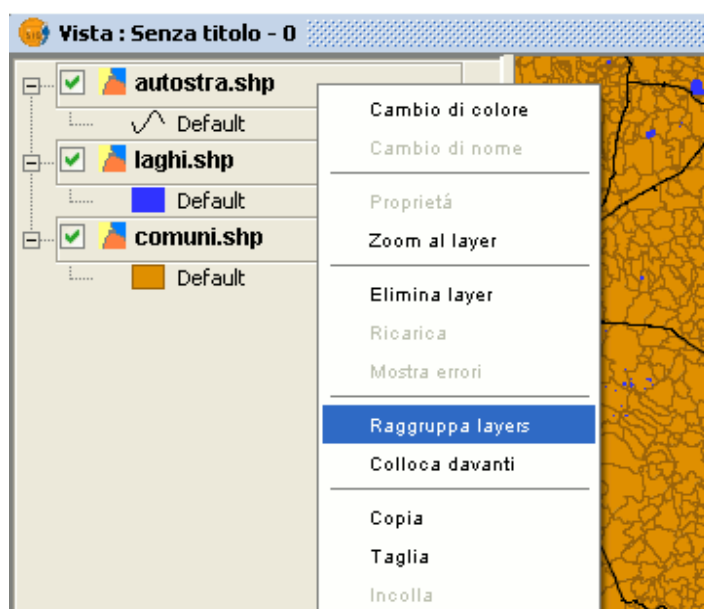 Vista : Senza titolo - 0
autostra.shp
Default
laghi.shp
Default
comuni.shp
Default
Cambio di colore
Cambio di nome
Proprietá
Zoom al layer
Elimina layer
Ricarica
Mostra errori
Raggruppa layers
Colloca davanti
Copia
Taglia
Incolla